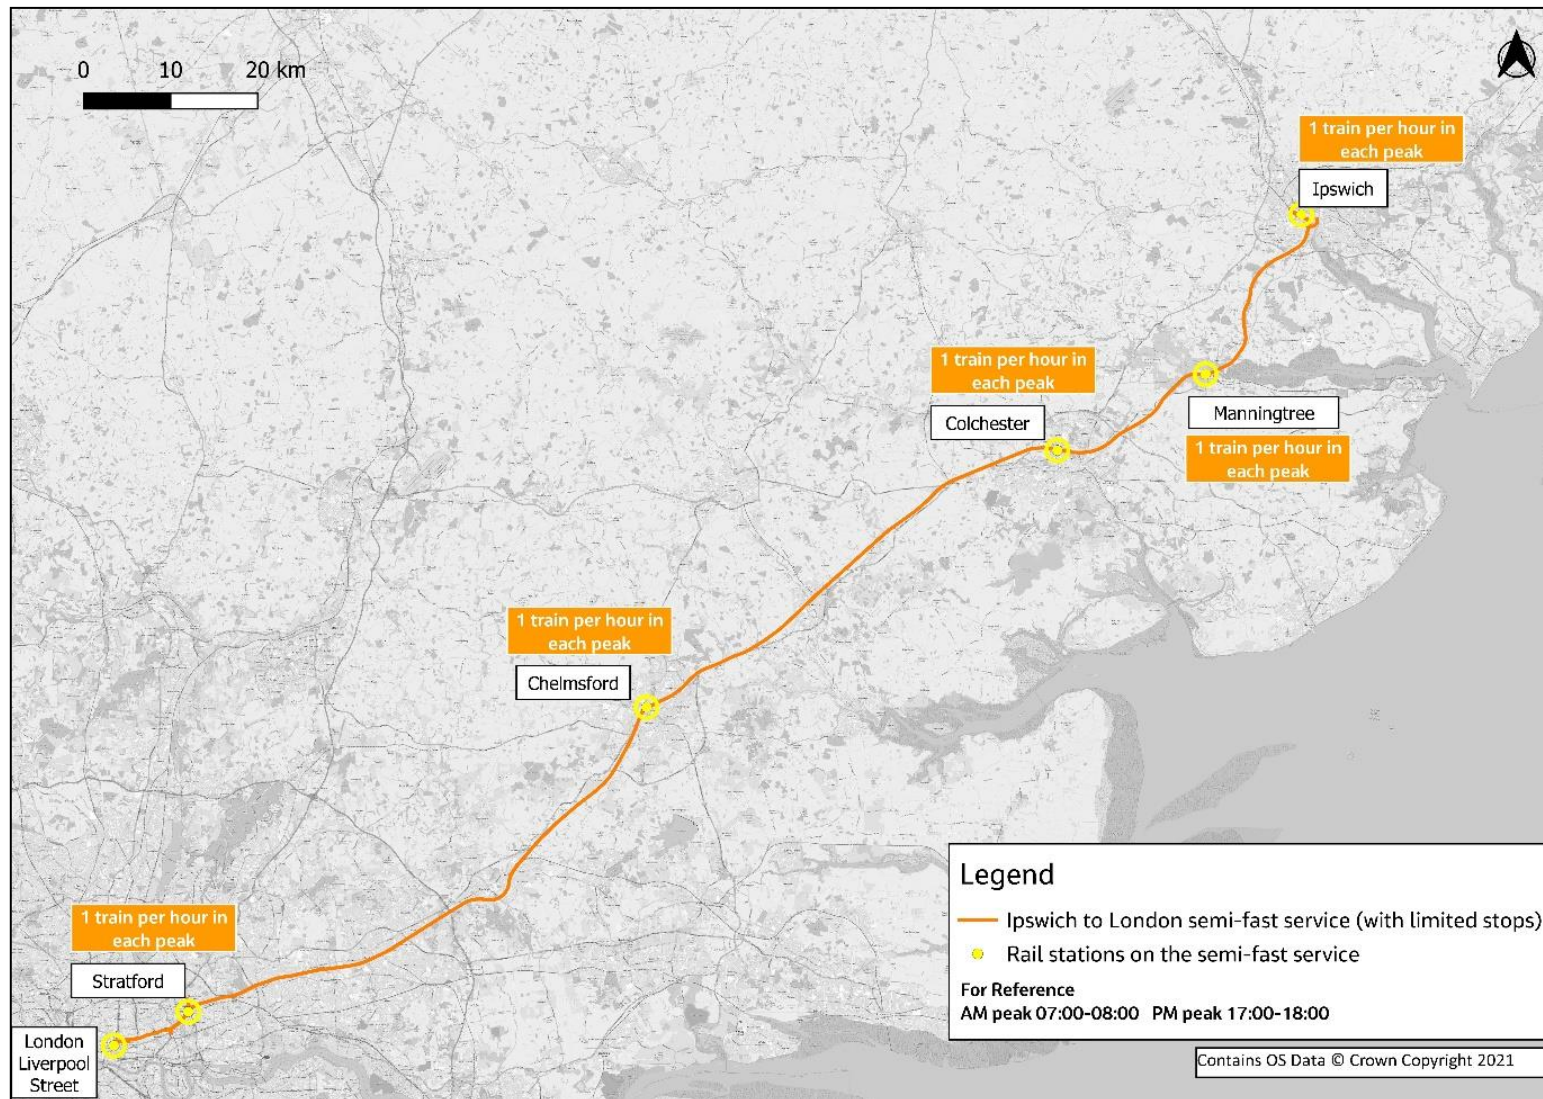 0 10 20 km
1 train per hour in
each peak
Ipswich
1 train per hour in
each peak
Colchester
Manningtree
1 train per hour in
each peak
1 train per hour in
each peak
Chelmsford
1 train per hour in
each peak
Stratford
London
Liverpool
Street
Legend
Ipswich to London semi-fast service (with limited stops)
Rail stations on the semi-fast service
For Reference
AM peak 07:00-08:00 PM peak 17:00-18:00
Contains OS Data © Crown Copyright 2021